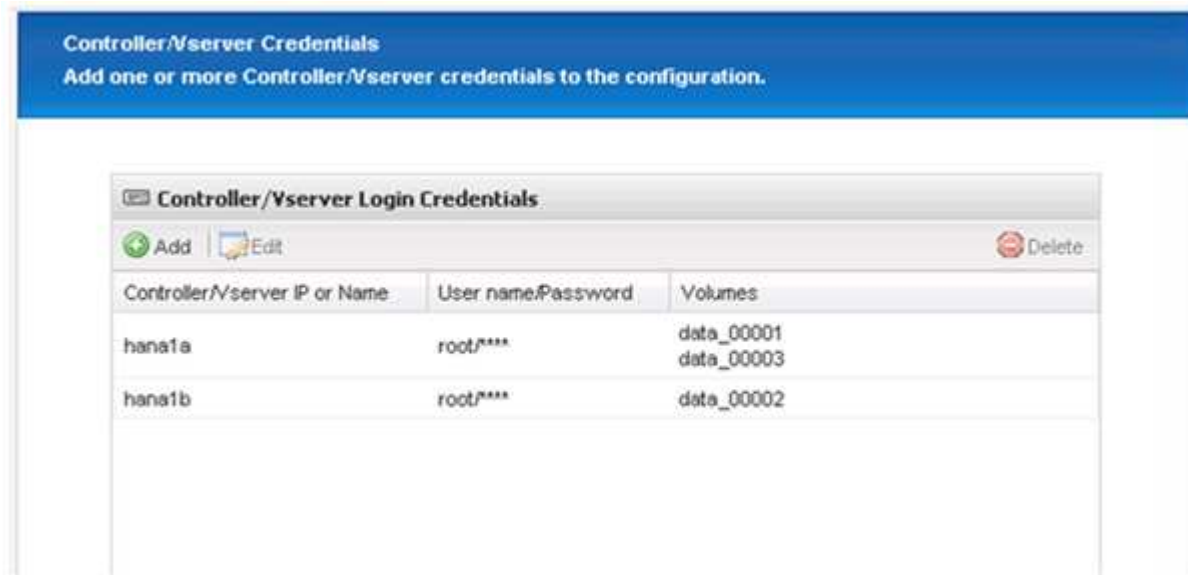 Controller/Vserver Credentials
Add one or more Controller/Vserver credentials to the configuration.
Controller/Vserver Login Credentials
Add Edit Delete
Controller/Vserver IP or Name User name/Password Volumes
hana1a root/**** data_00001
data_00003
hana1b root/**** data_00002